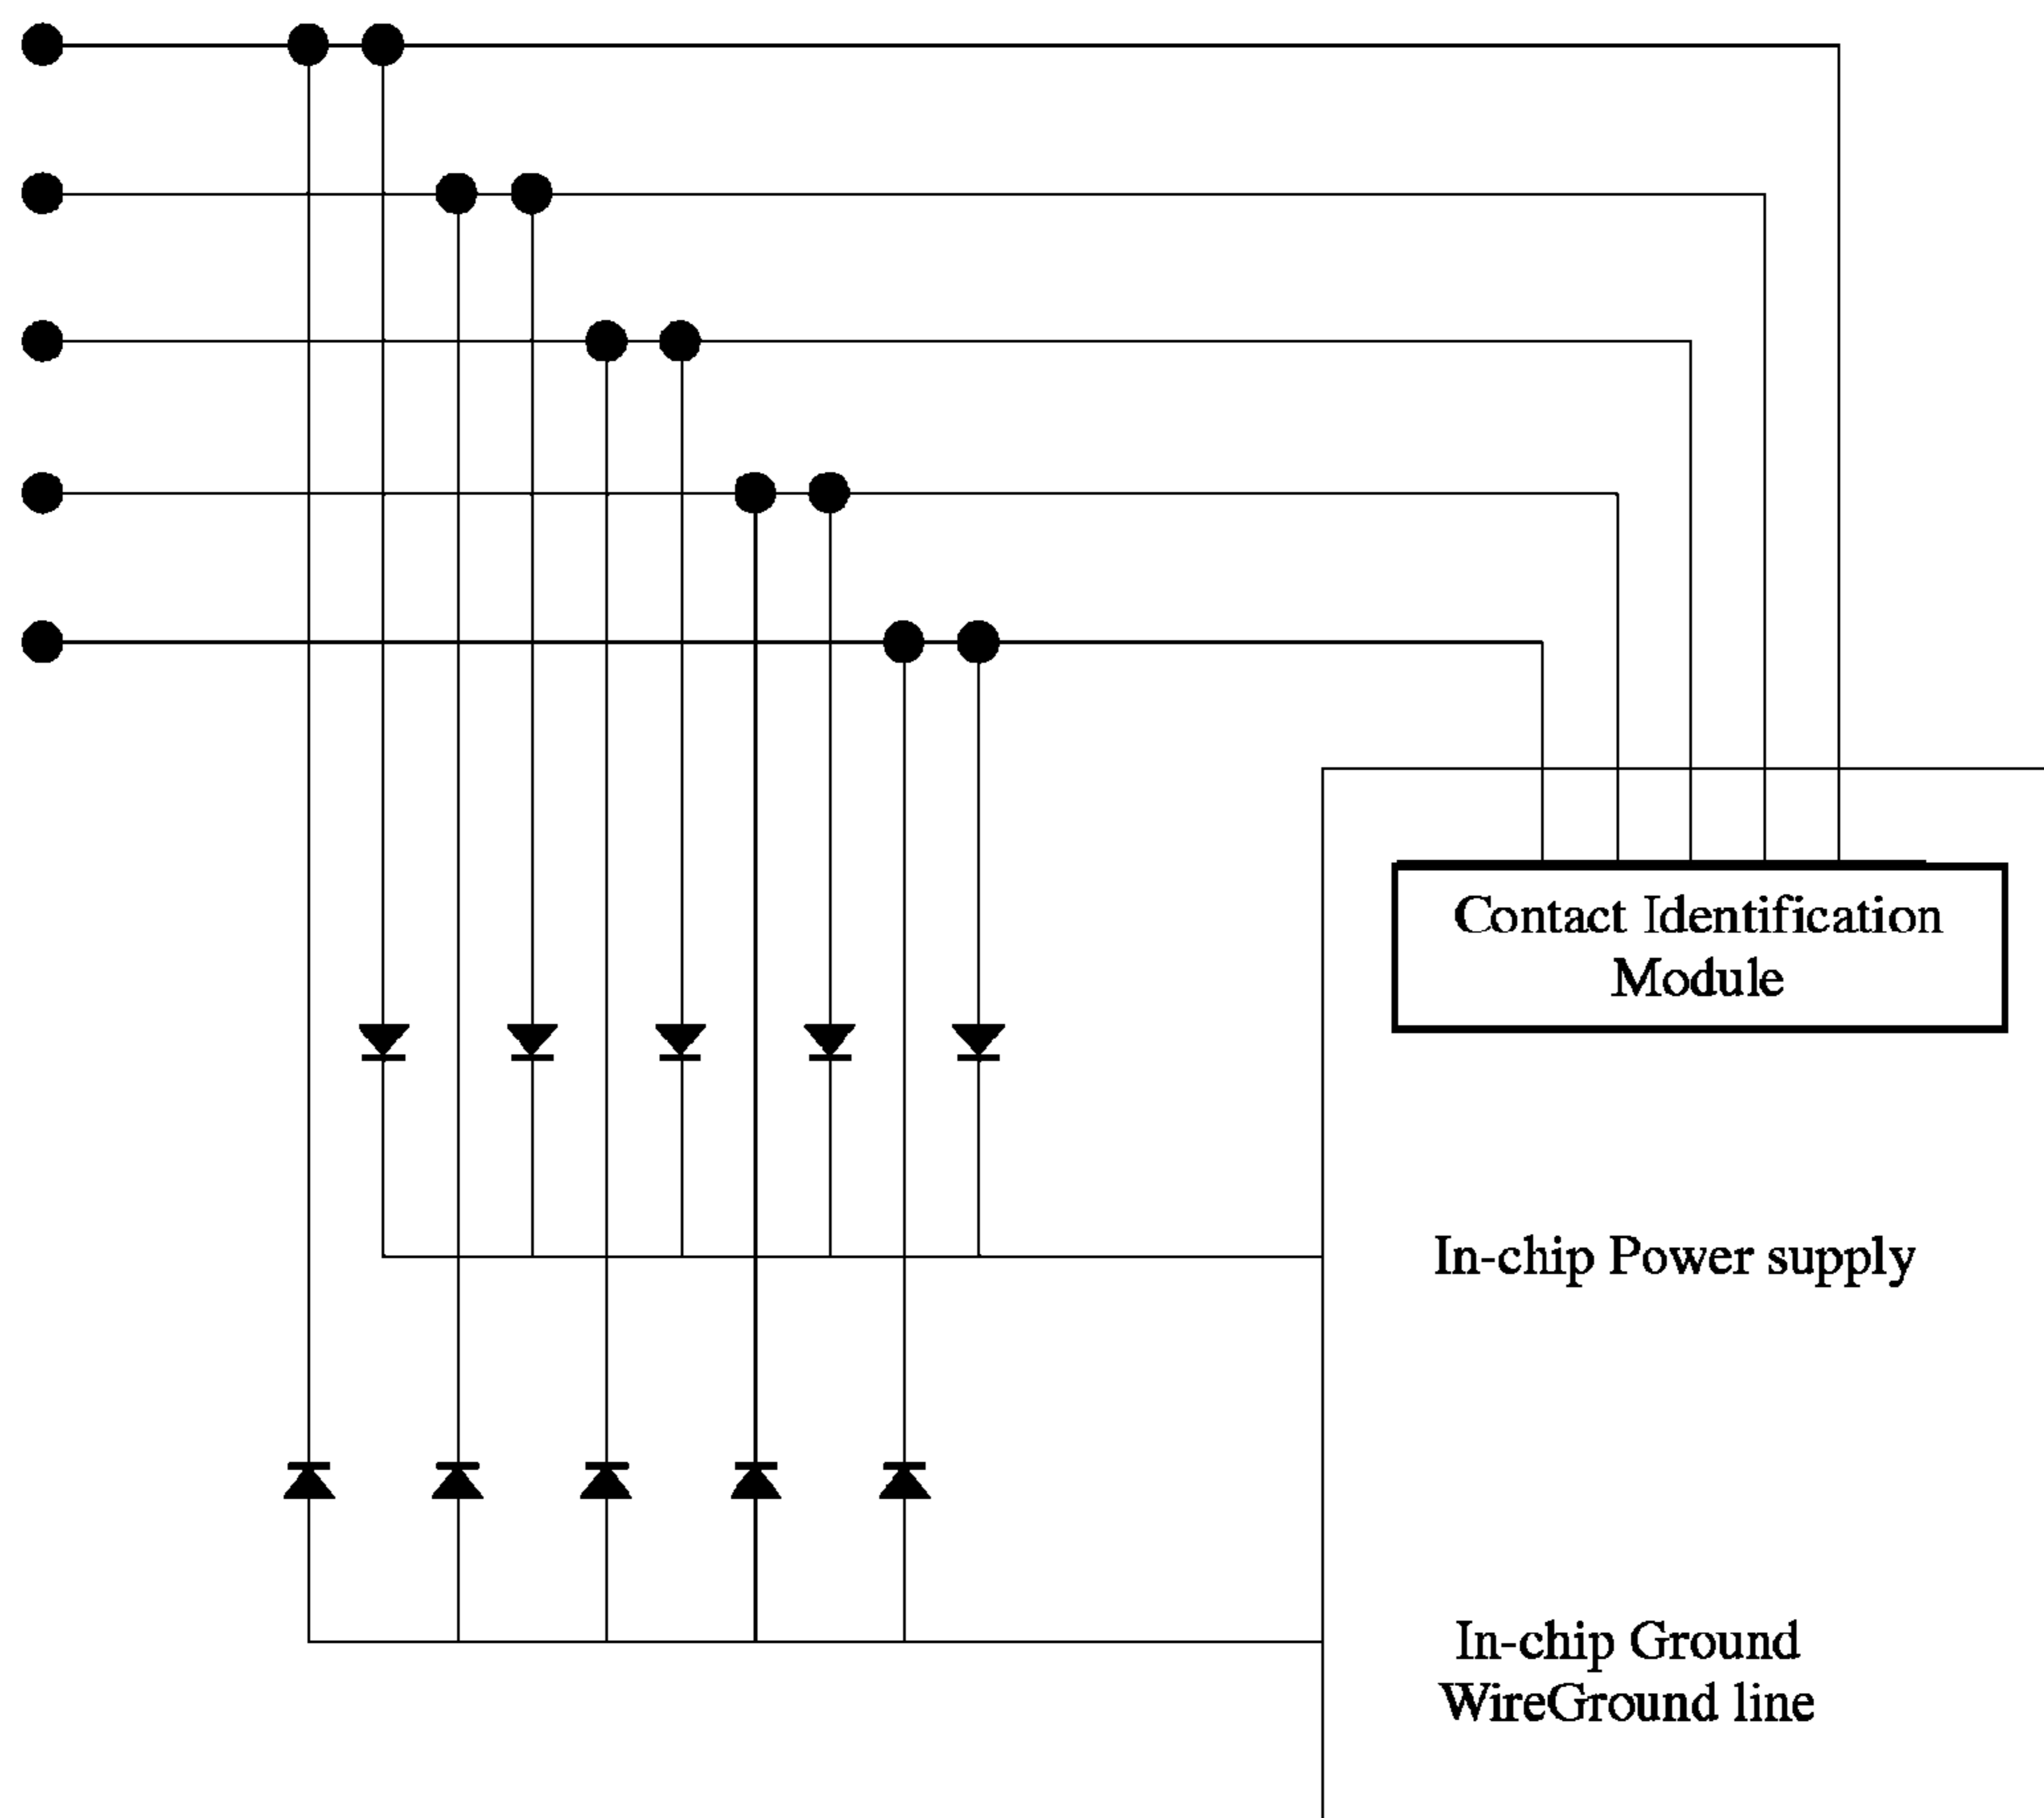 Contact Identification
Module
In-chip Power supply
In-chip Ground
WireGround line